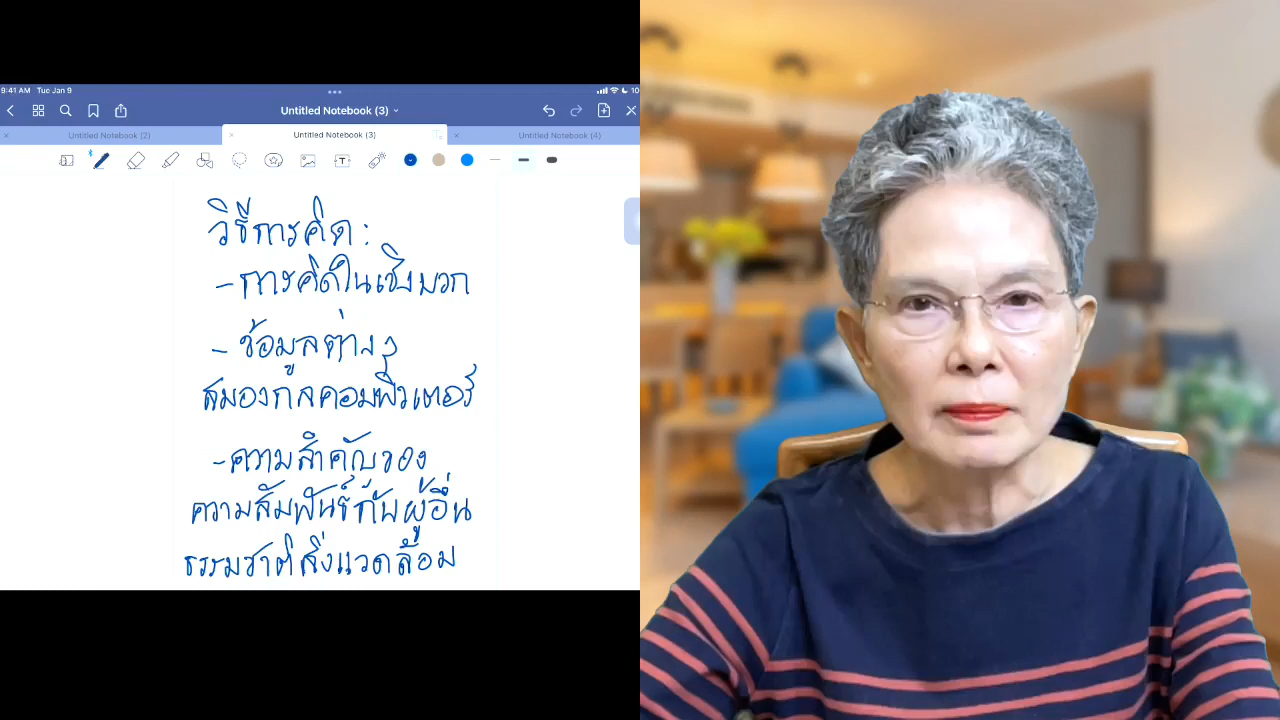 9:41 AM Tue Jan 9
Untitled Notebook (3)
Untitled Notebook (2) Untitled Notebook (3) Untitled Notebook (4)
วิธีการคิด:
- การคิดในเชิงบวก
- ข้อมูลต่างๆ
สมองกลคอมพิวเตอร์
- ความสำคัญของ
ความสัมพันธ์กับผู้อื่น
ธรรมชาติสิ่งแวดล้อม